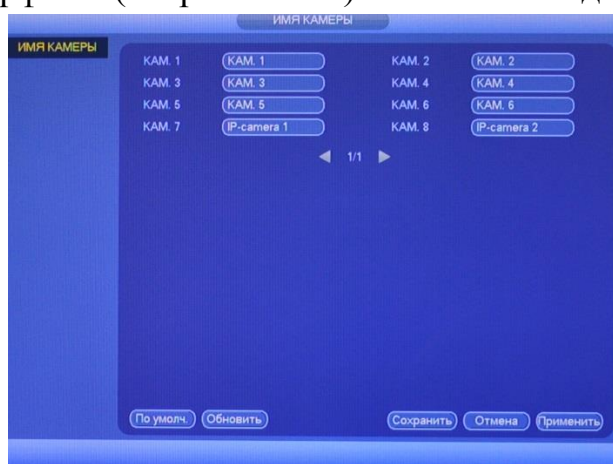 ИМЯ КАМЕРЫ
ИМЯ КАМЕРЫ
КАМ. 1 КАМ. 1 КАМ. 2 КАМ. 2
КАМ. 3 КАМ. 3 КАМ. 4 КАМ. 4
КАМ. 5 КАМ. 5 КАМ. 6 КАМ. 6
КАМ. 7 IP-camera 1 КАМ. 8 IP-camera 2
1/1
По умолч. Обновить Сохранить Отмена Применить